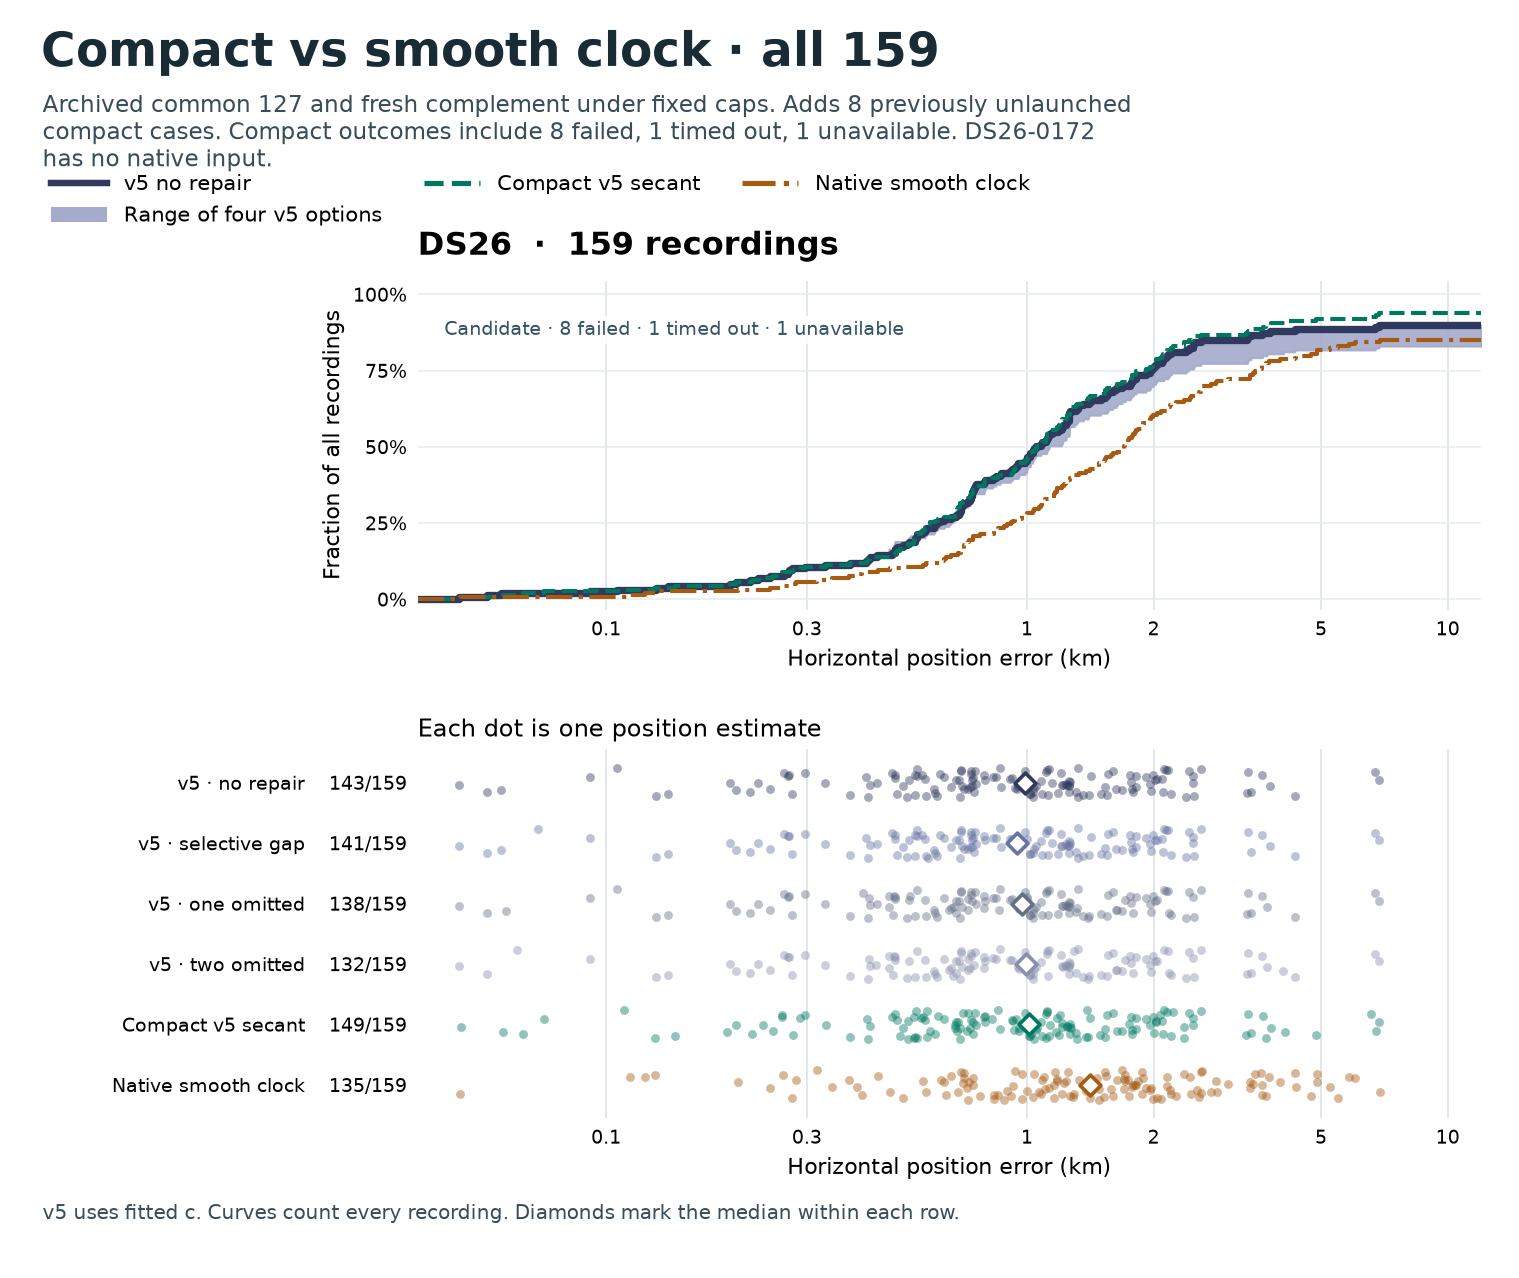 Compact vs smooth clock · all 159
Archived common 127 and fresh complement under fixed caps. Adds 8 previously unlaunched
compact cases. Compact outcomes include 8 failed, 1 timed out, 1 unavailable. DS26-0172
has no native input.
v5 no repair
Compact v5 secant
Native smooth clock
Range of four v5 options
DS26 · 159 recordings
Candidate · 8 failed · 1 timed out · 1 unavailable
Fraction of all recordings
100%
75%
50%
25%
0%
0.1 0.3 1 2 5 10
Horizontal position error (km)
Each dot is one position estimate
v5 · no repair 143/159
v5 · selective gap 141/159
v5 · one omitted 138/159
v5 · two omitted 132/159
Compact v5 secant 149/159
Native smooth clock 135/159
0.1 0.3 1 2 5 10
Horizontal position error (km)
v5 uses fitted c. Curves count every recording. Diamonds mark the median within each row.